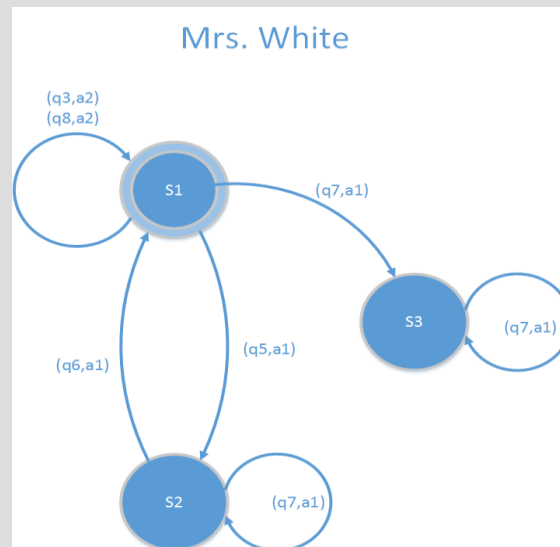 Mrs. White
(q3,a2)
(q8,a2)
S1
(q7,a1)
S3
(q7,a1)
(q6,a1)
(q5,a1)
S2
(q7,a1)